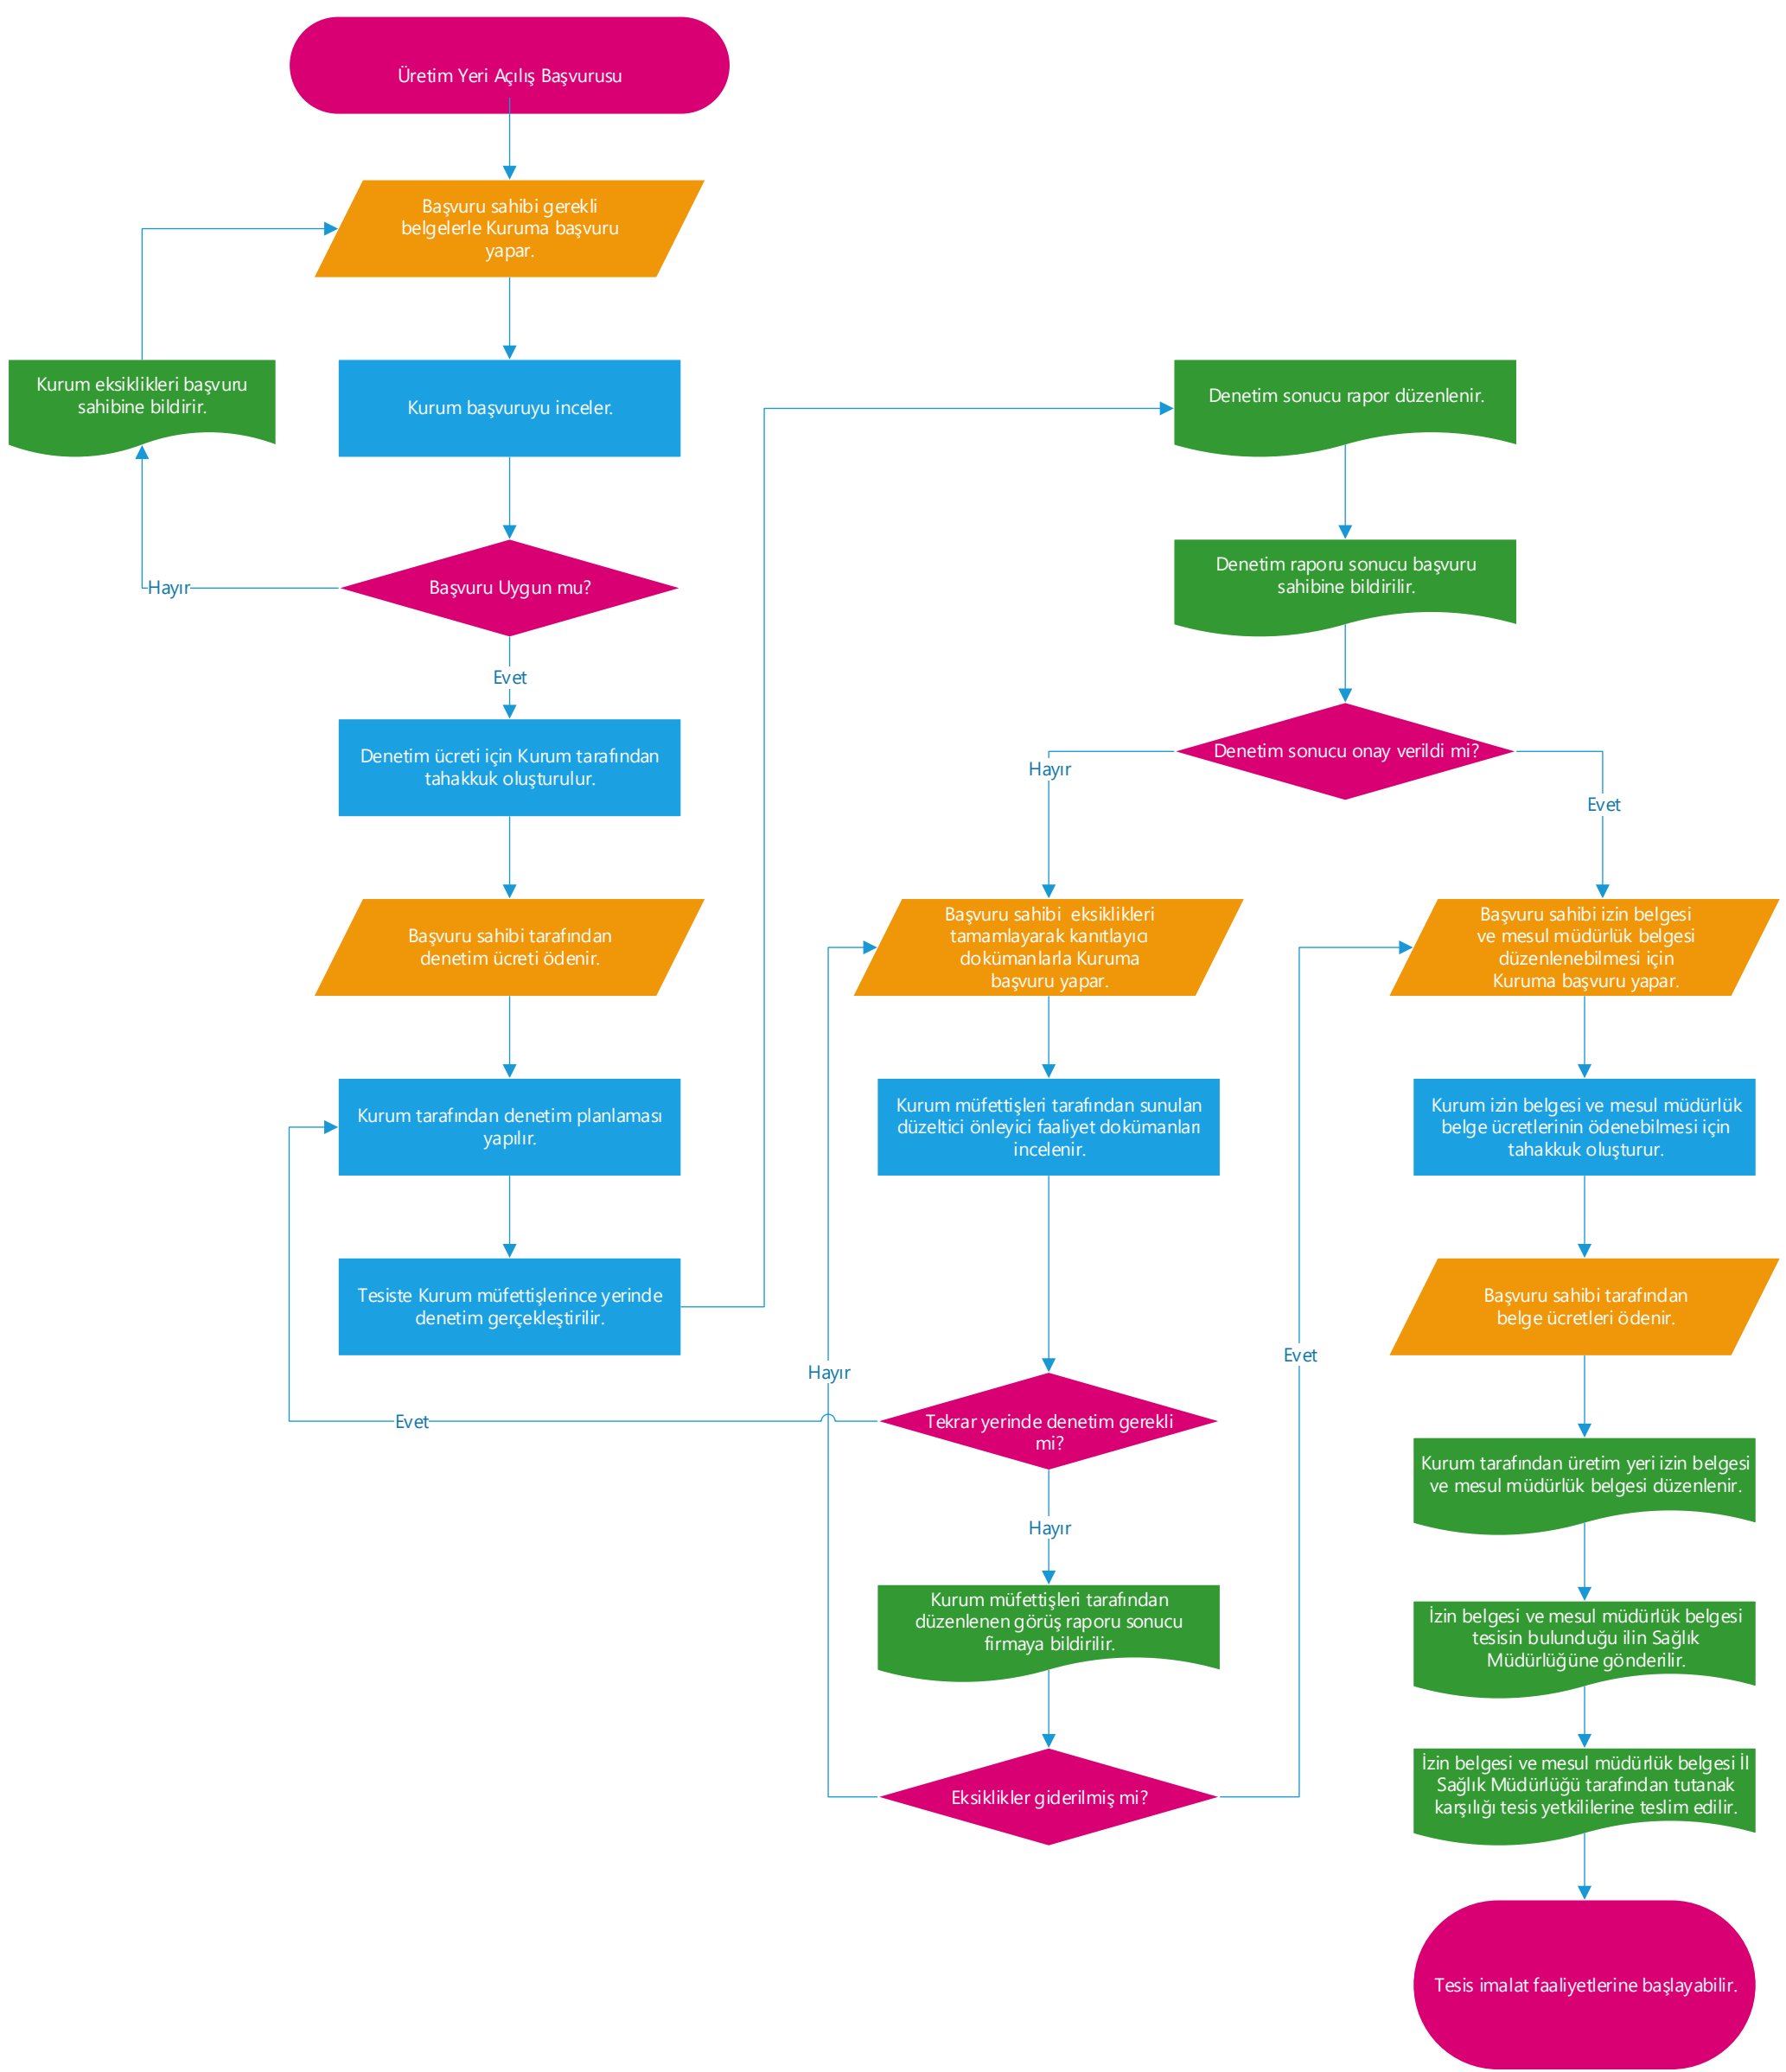 Üretim Yeri Açılış Başvurusu
Başvuru sahibi gerekli
belgelerle Kuruma başvuru
yapar.
Kurum eksiklikleri başvuru
sahibine bildirir.
Kurum başvuruyu inceler.
Hayır
Başvuru Uygun mu?
Evet
Denetim ücreti için Kurum tarafından
tahakkuk oluşturulur.
Başvuru sahibi tarafından
denetim ücreti ödenir.
Kurum tarafından denetim planlaması
yapılır.
Tesiste Kurum müfettişlerince yerinde
denetim gerçekleştirilir.
Denetim sonucu rapor düzenlenir.
Denetim raporu sonucu başvuru
sahibine bildirilir.
Denetim sonucu onay verildi mi?
Hayır
Evet
Başvuru sahibi  eksiklikleri
tamamlayarak kanıtlayıcı
dokümanlarla Kuruma
başvuru yapar.
Kurum müfettişleri tarafından sunulan
düzeltici önleyici faaliyet dokümanları
incelenir.
Hayır
Evet
Tekrar yerinde denetim gerekli
mi?
Hayır
Kurum müfettişleri tarafından
düzenlenen görüş raporu sonucu
firmaya bildirilir.
Eksiklikler giderilmiş mi?
Evet
Başvuru sahibi izin belgesi
ve mesul müdürlük belgesi
düzenlenebilmesi için
Kuruma başvuru yapar.
Kurum izin belgesi ve mesul müdürlük
belge ücretlerinin ödenebilmesi için
tahakkuk oluşturur.
Başvuru sahibi tarafından
belge ücretleri ödenir.
Kurum tarafından üretim yeri izin belgesi
ve mesul müdürlük belgesi düzenlenir.
İzin belgesi ve mesul müdürlük belgesi
tesisin bulunduğu ilin Sağlık
Müdürlüğüne gönderilir.
İzin belgesi ve mesul müdürlük belgesi İl
Sağlık Müdürlüğü tarafından tutanak
karşılığı tesis yetkililerine teslim edilir.
Tesis imalat faaliyetlerine başlayabilir.